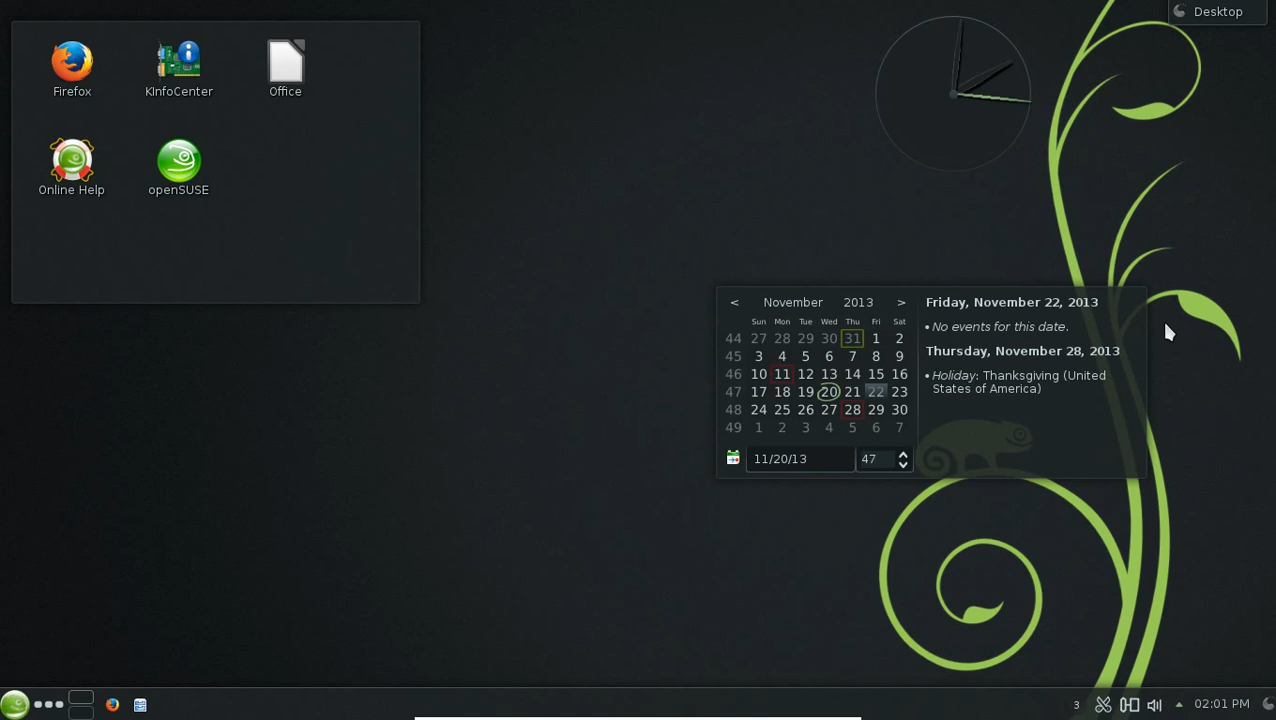 Desktop
Firefox
KInfoCenter
Office
Online Help
openSUSE
< November 2013 >
Sun Mon Tue Wed Thu Fri Sat
44 27 28 29 30 31 1 2
45 3 4 5 6 7 8 9
46 10 11 12 13 14 15 16
47 17 18 19 20 21 22 23
48 24 25 26 27 28 29 30
49 1 2 3 4 5 6 7
11/20/13 47
Friday, November 22, 2013
• No events for this date.
Thursday, November 28, 2013
• Holiday: Thanksgiving (United
States of America)
3 02:01 PM